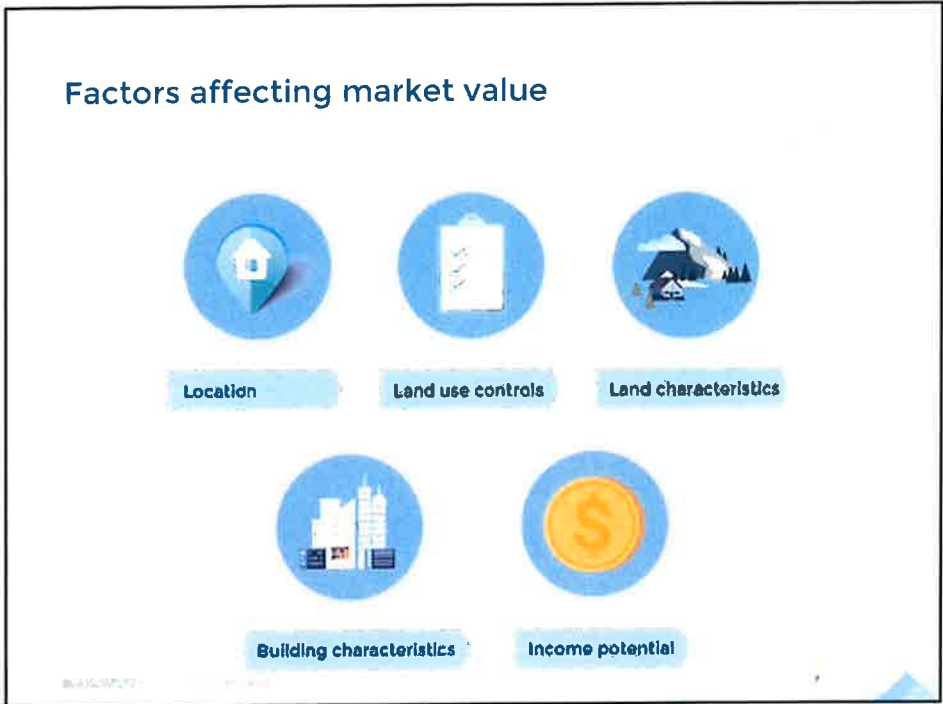 Factors affecting market value
Location
Land use controls
Land characteristics
Building characteristics
Income potential